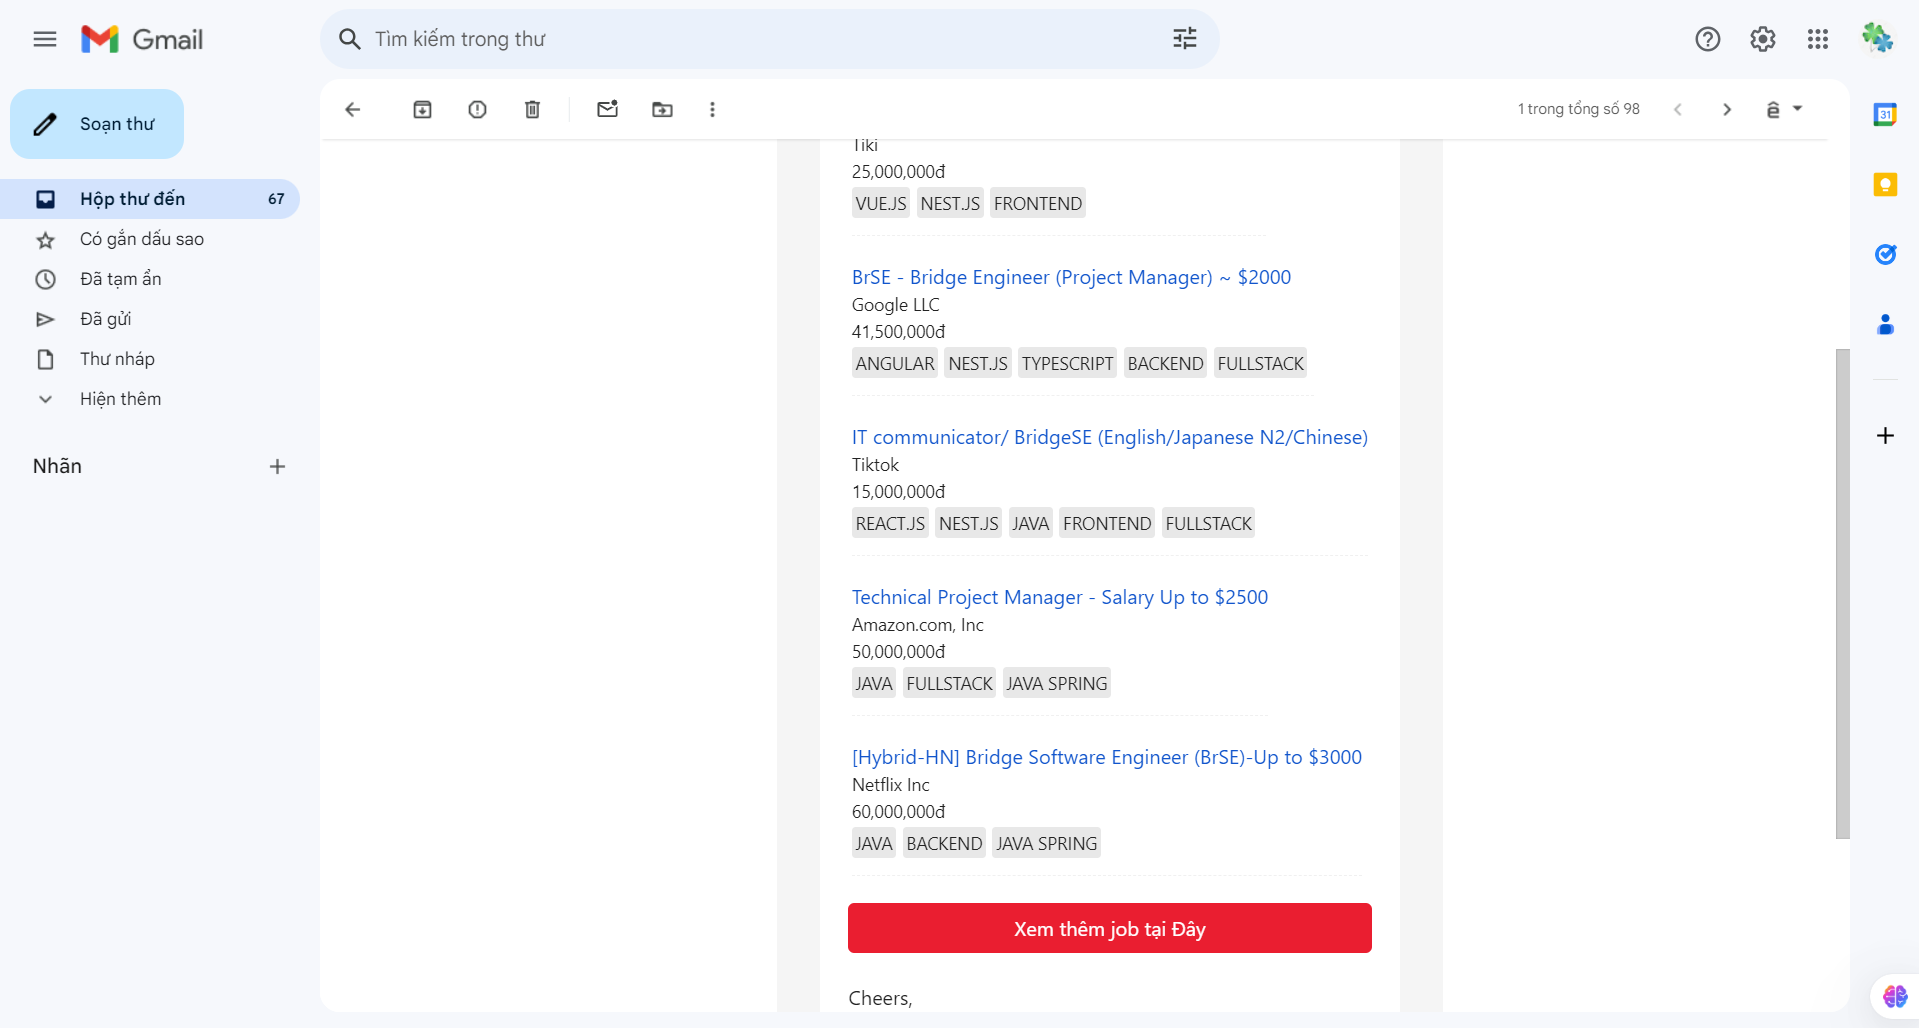 Gmail
Tìm kiếm trong thư
Soạn thư
1 trong tổng số 98
ê
31
Hộp thư đến 67
Có gắn dấu sao
Đã tạm ẩn
Đã gửi
Thư nháp
Hiện thêm
Nhãn
Tiki
25,000,000đ
VUE.JS NEST.JS FRONTEND
BrSE - Bridge Engineer (Project Manager) ~ $2000
Google LLC
41,500,000đ
ANGULAR NEST.JS TYPESCRIPT BACKEND FULLSTACK
IT communicator/ BridgeSE (English/Japanese N2/Chinese)
Tiktok
15,000,000đ
REACT.JS NEST.JS JAVA FRONTEND FULLSTACK
Technical Project Manager - Salary Up to $2500
Amazon.com, Inc
50,000,000đ
JAVA FULLSTACK JAVA SPRING
[Hybrid-HN] Bridge Software Engineer (BrSE)-Up to $3000
Netflix Inc
60,000,000đ
JAVA BACKEND JAVA SPRING
Xem thêm job tại Đây
Cheers,